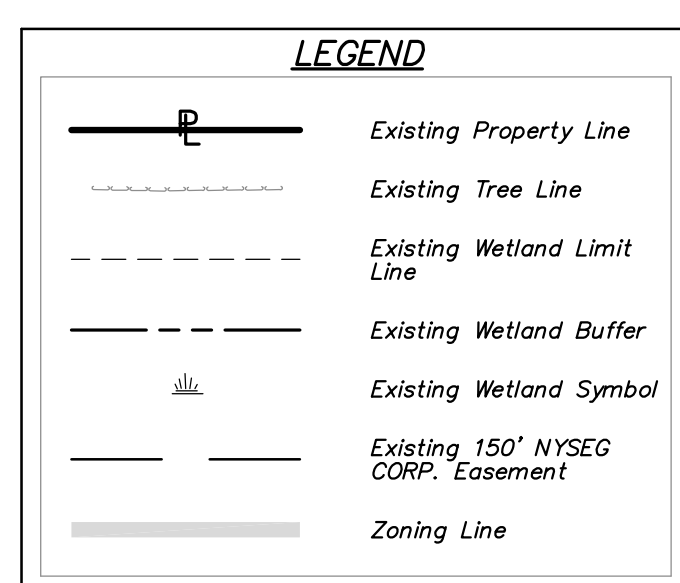 LEGEND
PL
Existing Property Line
Existing Tree Line
Existing Wetland Limit
Line
Existing Wetland Buffer
Existing Wetland Symbol
Existing 150' NYSEG
CORP. Easement
Zoning Line